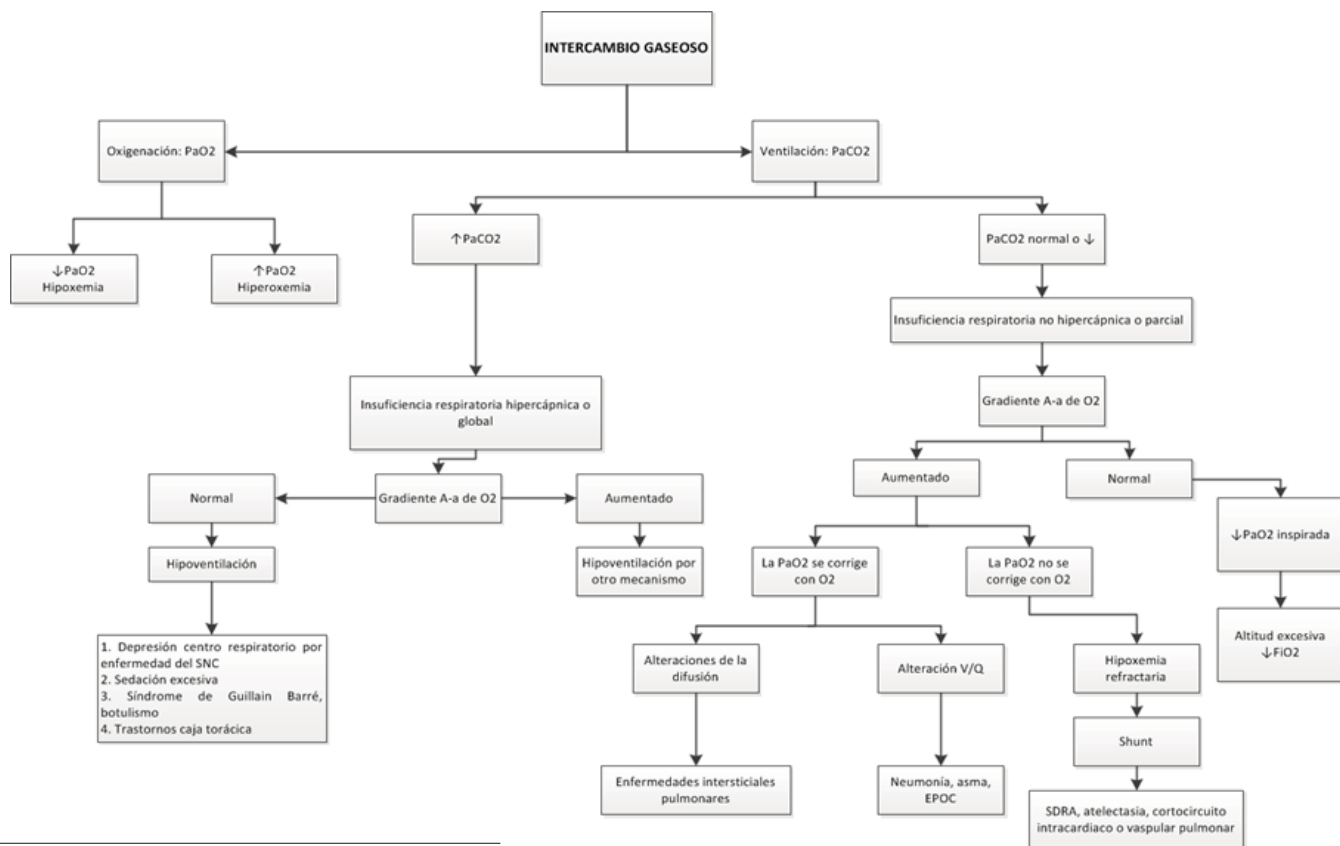 INTERCAMBIO GASEOSO
Oxigenación: PaO2
Ventilación: PaCO2
↓PaO2
Hipoxemia
↑PaO2
Hiperoxemia
↑PaCO2
PaCO2 normal o ↓
Insuficiencia respiratoria no hipercápnica o parcial
Insuficiencia respiratoria hipercápnica o
global
Gradiente A-a de O2
Normal
Gradiente A-a de O2
Aumentado
Aumentado
Normal
Hipoventilación
Hipoventilación por
otro mecanismo
La PaO2 se corrige
con O2
La PaO2 no se
corrige con O2
↓PaO2 inspirada
1. Depresión centro respiratorio por
enfermedad del SNC
2. Sedación excesiva
3. Síndrome de Guillain Barré,
botulismo
4. Trastornos caja torácica
Alteraciones de la
difusión
Alteración V/Q
Hipoxemia
refractaria
Altitud excesiva
↓FiO2
Shunt
Enfermedades intersticiales
pulmonares
Neumonía, asma,
EPOC
SDRA, atelectasia, cortocircuito
intracardiaco o vaspular pulmonar